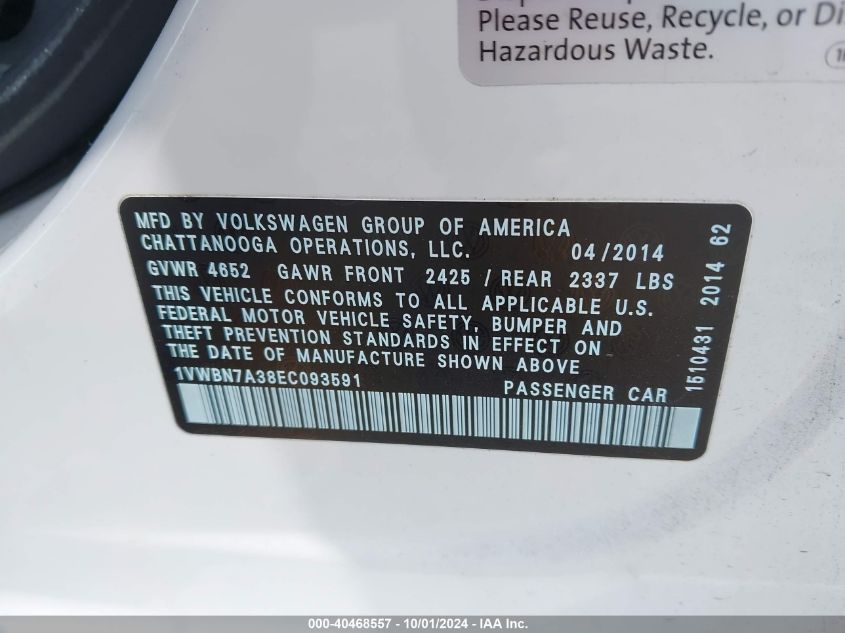 Please Reuse, Recycle, or Di
Hazardous Waste.
MFD BY VOLKSWAGEN GROUP OF AMERICA
CHATTANOOGA OPERATIONS, LLC. 04/2014
GVWR 4652 GAWR FRONT 2425 / REAR 2337 LBS
THIS VEHICLE CONFORMS TO ALL APPLICABLE U.S.
FEDERAL MOTOR VEHICLE SAFETY, BUMPER AND
THEFT PREVENTION STANDARDS IN EFFECT ON
THE DATE OF MANUFACTURE SHOWN ABOVE
1VWBN7A38EC093591 PASSENGER CAR
1510431 2014 62
000-40468557 - 10/01/2024 - IAA Inc.